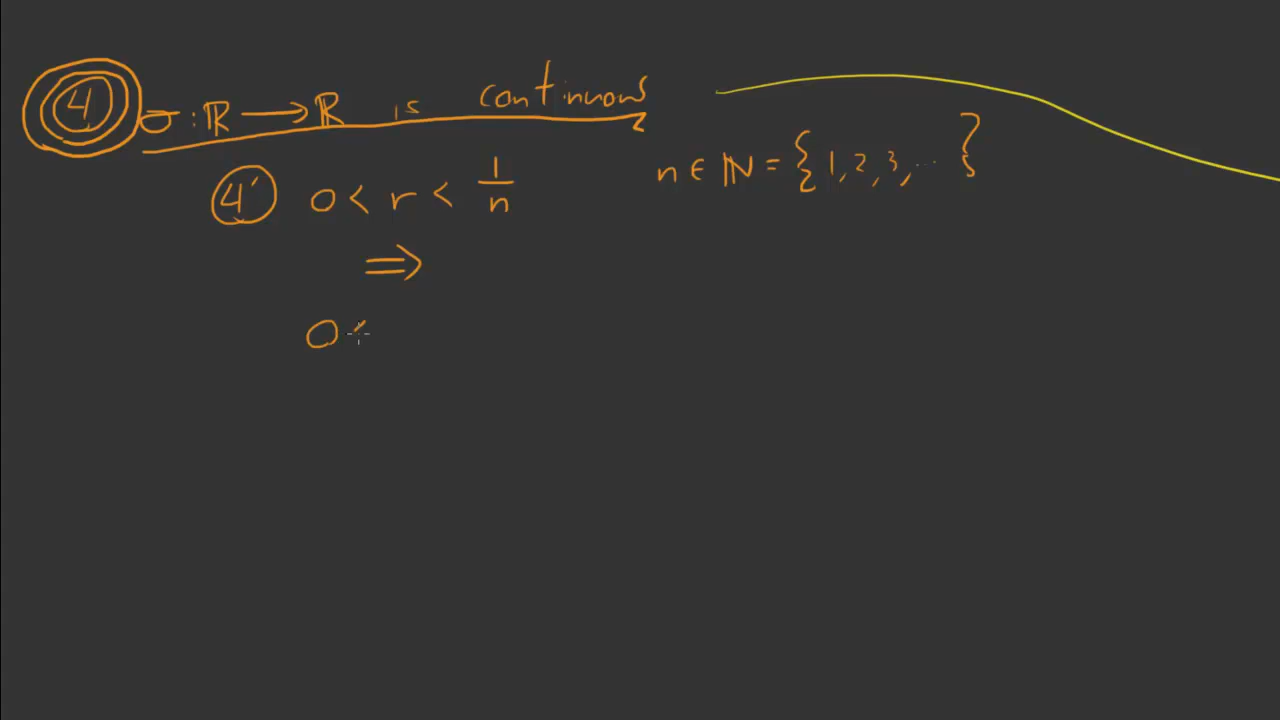 ④ σ : ℝ ⟶ ℝ is continuous
n ∈ ℕ = { 1, 2, 3, ... }
④′ 0 < r < 1/n
⇒
0 <